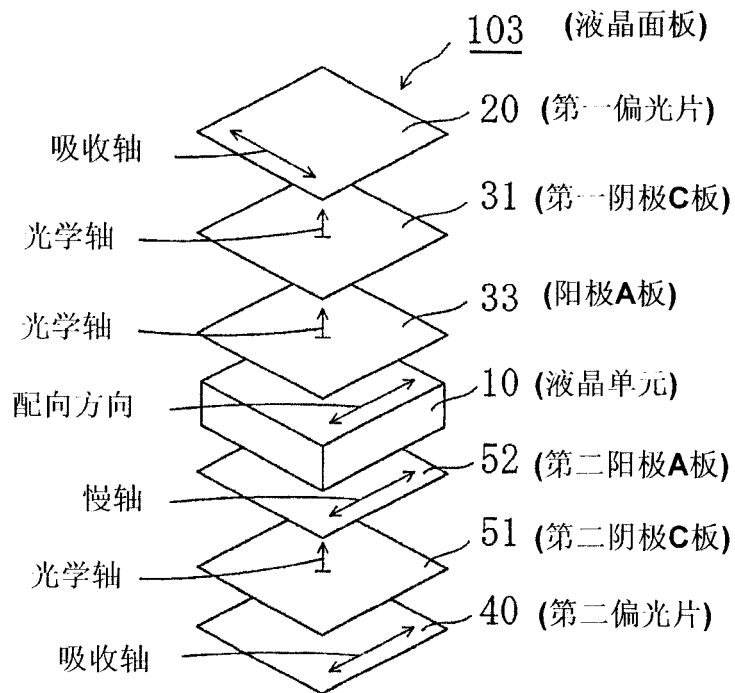 103 (液晶面板)
20 (第一偏光片)
吸收轴
31 (第一阴极C板)
光学轴
33 (阳极A板)
光学轴
10 (液晶单元)
配向方向
52 (第二阳极A板)
慢轴
51 (第二阴极C板)
光学轴
40 (第二偏光片)
吸收轴